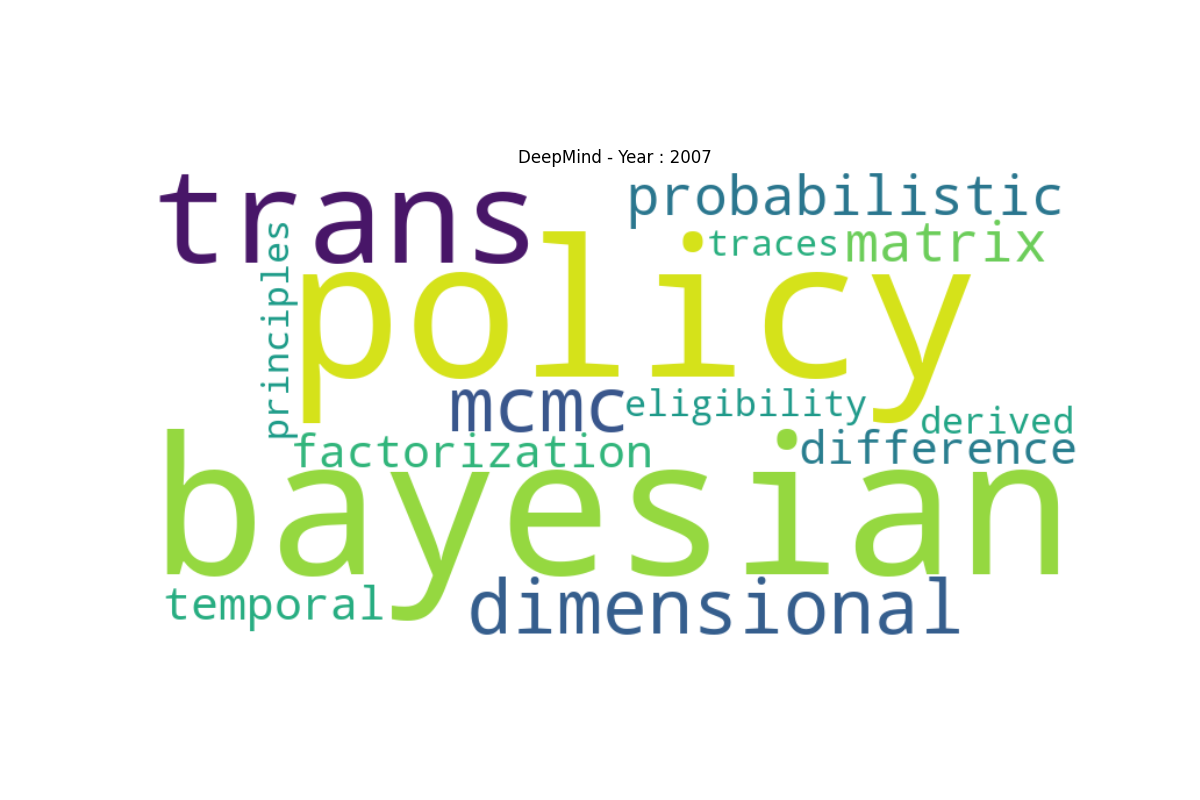 DeepMind - Year : 2007
trans
probabilistic
traces
matrix
principles
policy
mcmc
eligibility
derived
factorization
difference
bayesian
temporal
dimensional